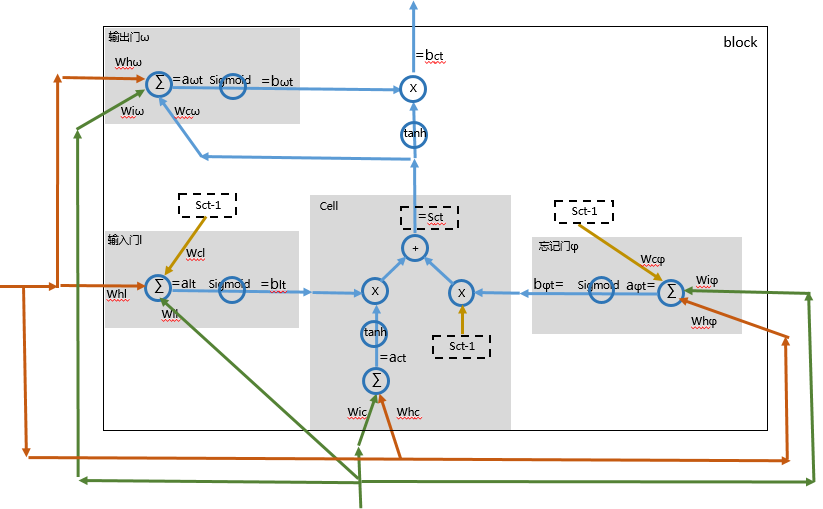 输出门ω
block
Whω
∑
=aωt
Sigmoid
=bωt
=bct
X
Wiω
Wcω
tanh
Sct-1
Cell
Sct-1
=Sct
输入门l
Wcl
+
忘记门φ
Wcφ
Whl
∑
=alt
Sigmoid
=blt
X
X
bφt=
Sigmoid
aφt=
∑
Wiφ
Wil
Whφ
tanh
Sct-1
=act
∑
Wic
Whc